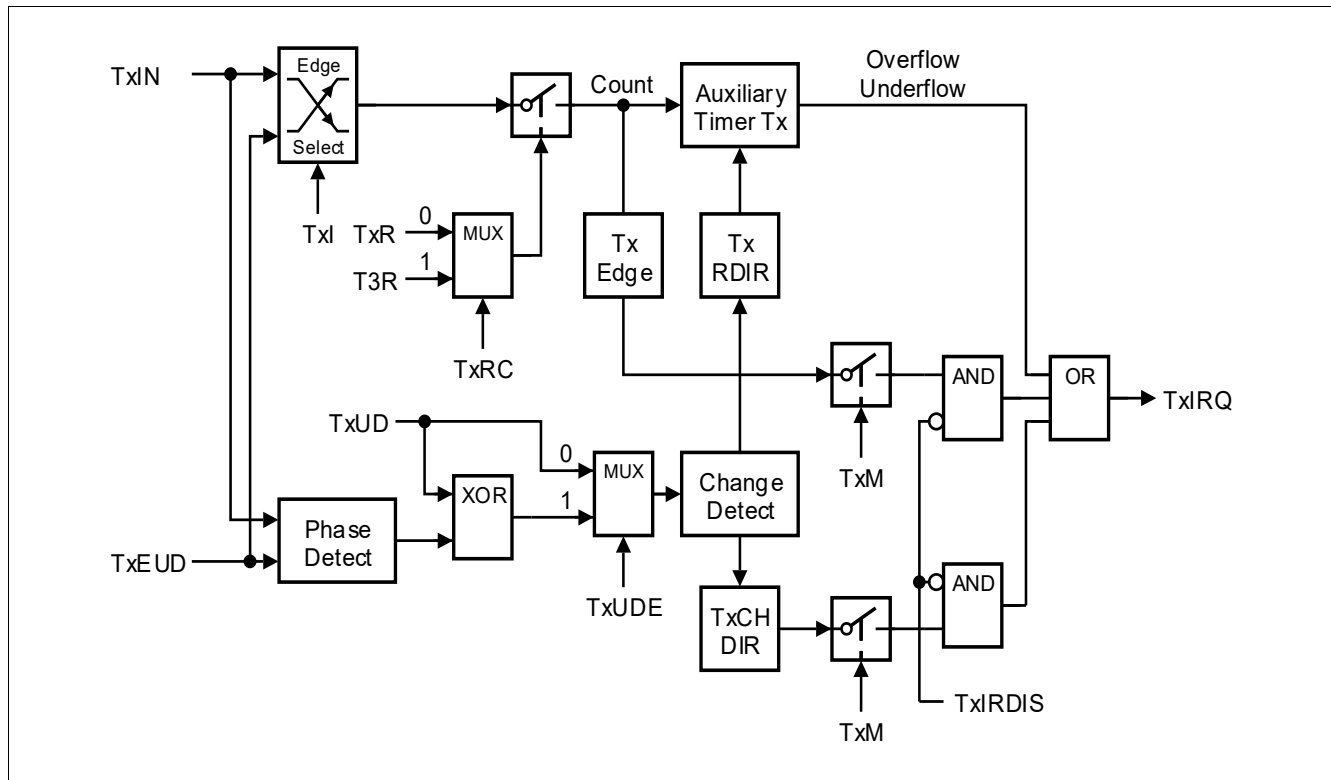 TxIN
Edge
Select
TxI
Count
Auxiliary
Timer Tx
Overflow
Underflow
TxR
0
T3R
1
MUX
TxRC
Tx
Edge
Tx
RDIR
TxM
AND
OR
TxIRQ
TxUD
0
1
XOR
MUX
Change
Detect
Phase
Detect
TxEUD
TxUDE
TxCH
DIR
TxM
AND
TxIRDIS